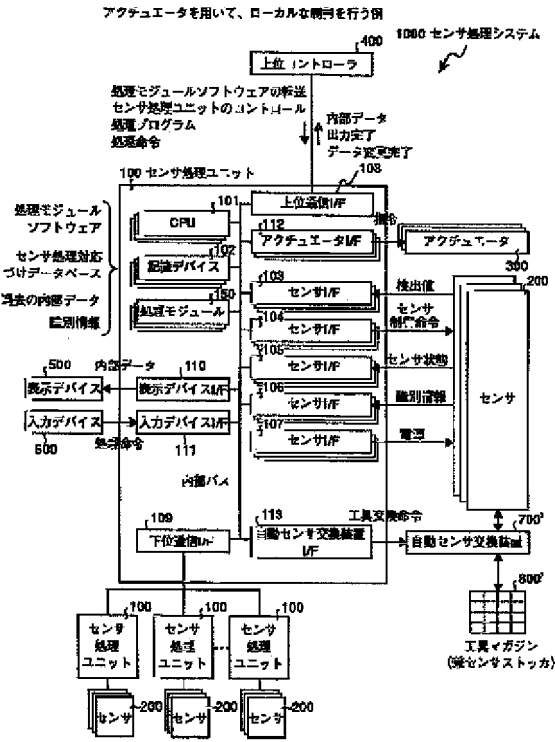 アクチュエータを用いて、ローカルな制御を行う例
1000 センサ処理システム
400
上位コントローラ
処理モジュールソフトウェアの転送
センサ処理ユニットのコントロール
処理プログラム
処理命令
内部データ
出力完了
データ変更完了
100 センサ処理ユニット
108
上位通信I/F
101
CPU
112
指令
アクチュエータI/F
アクチュエータ
300
処理モジュール
ソフトウェア
センサ処理対応
づけデータベース
過去の内部データ
識別情報
102
記憶デバイス
150
処理モジュール
103
センサI/F
検出値
200
104
センサI/F
センサ
制御命令
105
センサI/F
センサ状態
106
センサI/F
識別情報
107
センサI/F
電源
センサ
500
内部データ
110
表示デバイス
表示デバイスI/F
入力デバイス
入力デバイスI/F
600
処理命令
111
内部バス
109
下位通信I/F
113
自動センサ交換装置
I/F
工具交換命令
700'
自動センサ交換装置
800'
工具マガジン
(兼センサストッカ)
100
センサ
処理
ユニット
100
センサ
処理
ユニット
100
センサ
処理
ユニット
200
センサ
200
センサ
200
センサ